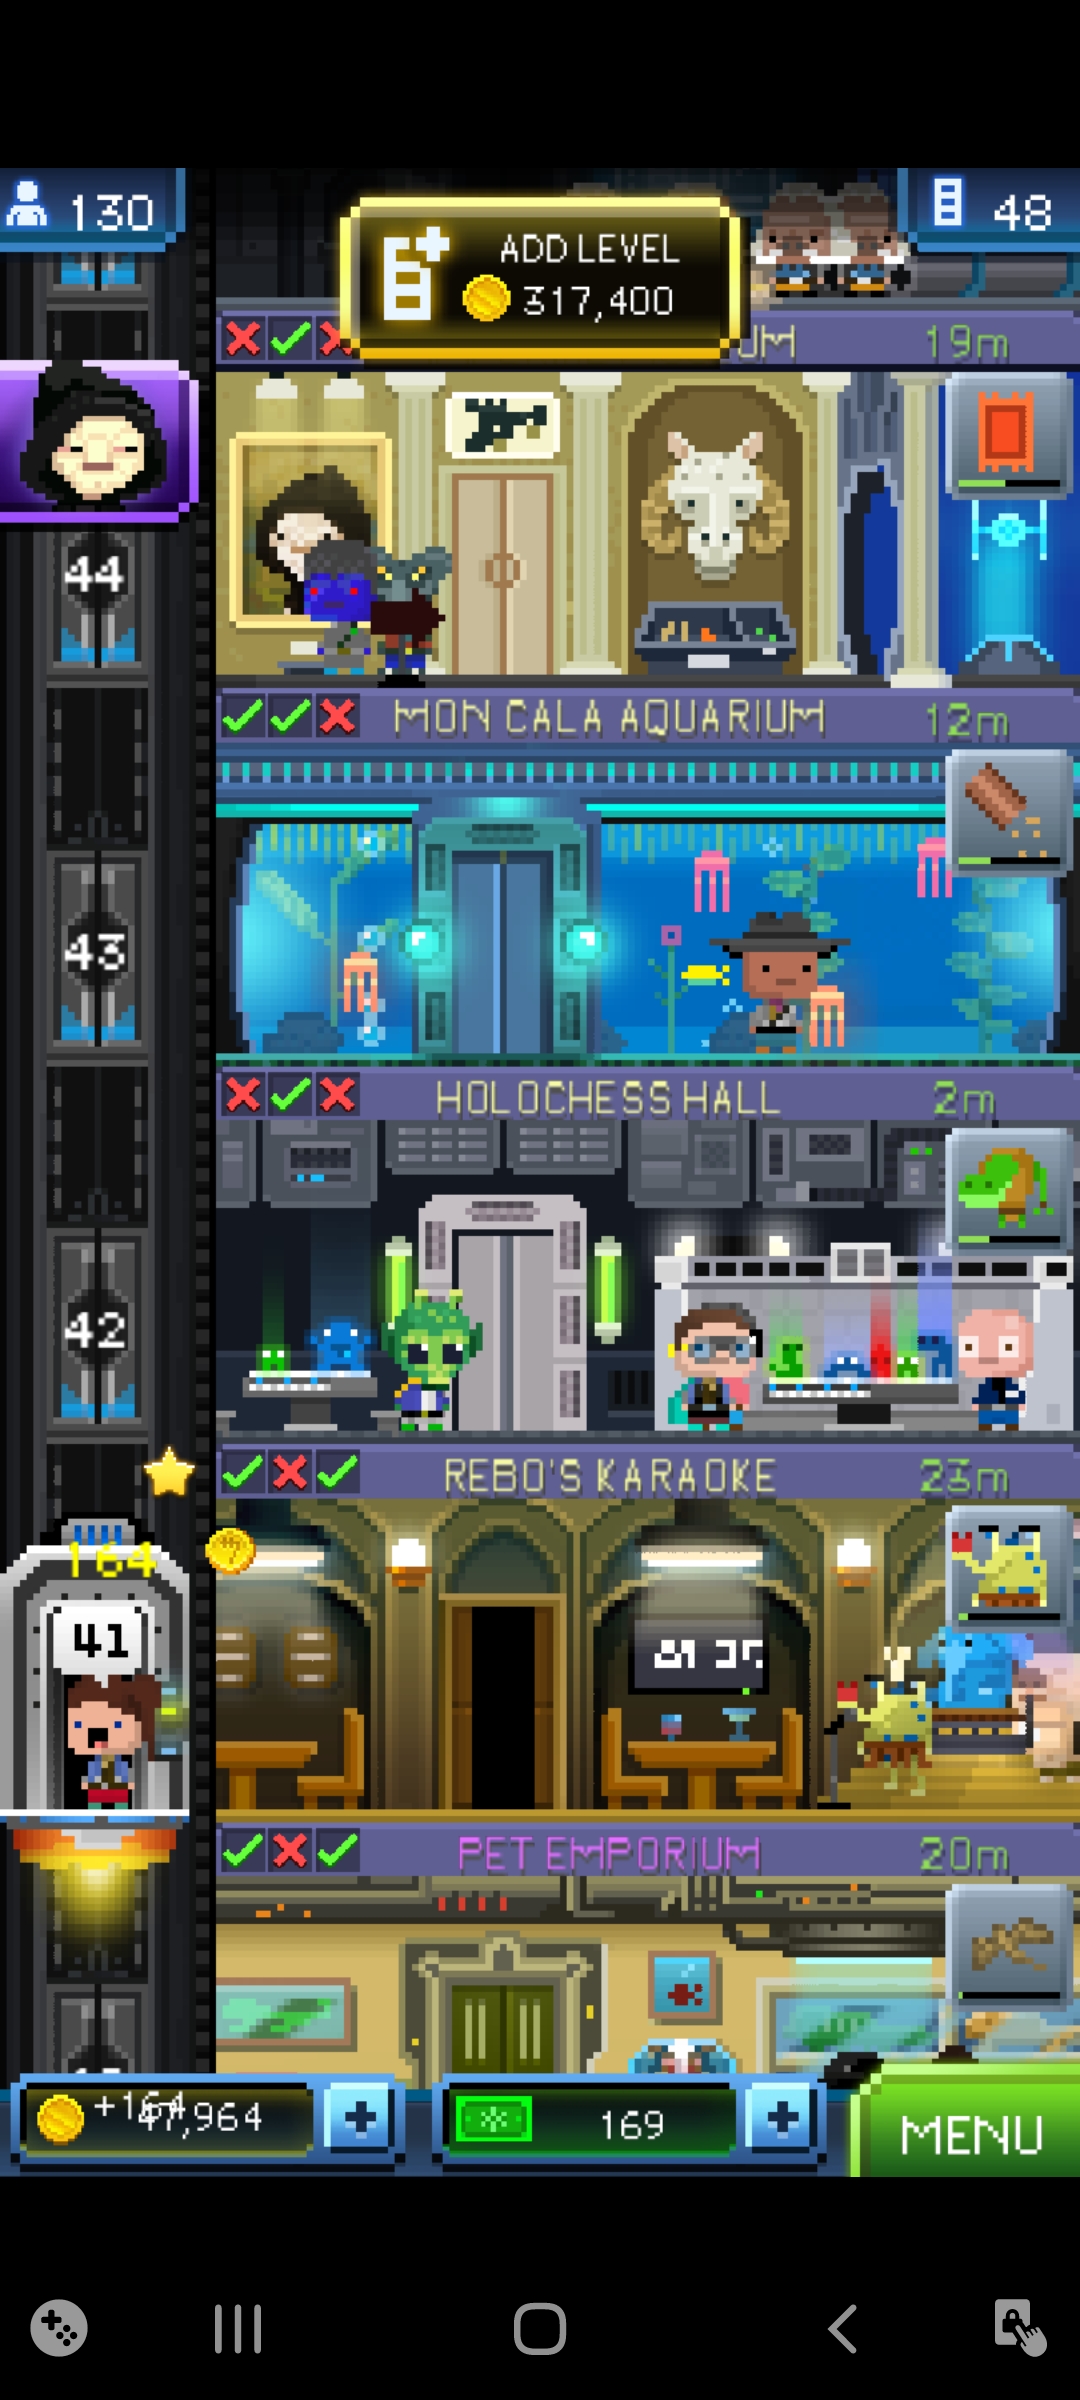 130
48
ADD LEVEL
317,400
UM
19m
44
MON CALA AQUARIUM
12m
43
HOLOCHESS HALL
2m
42
REBO'S KARAOKE
23m
164
41
PET EMPORIUM
20m
+164
47,964
169
MENU